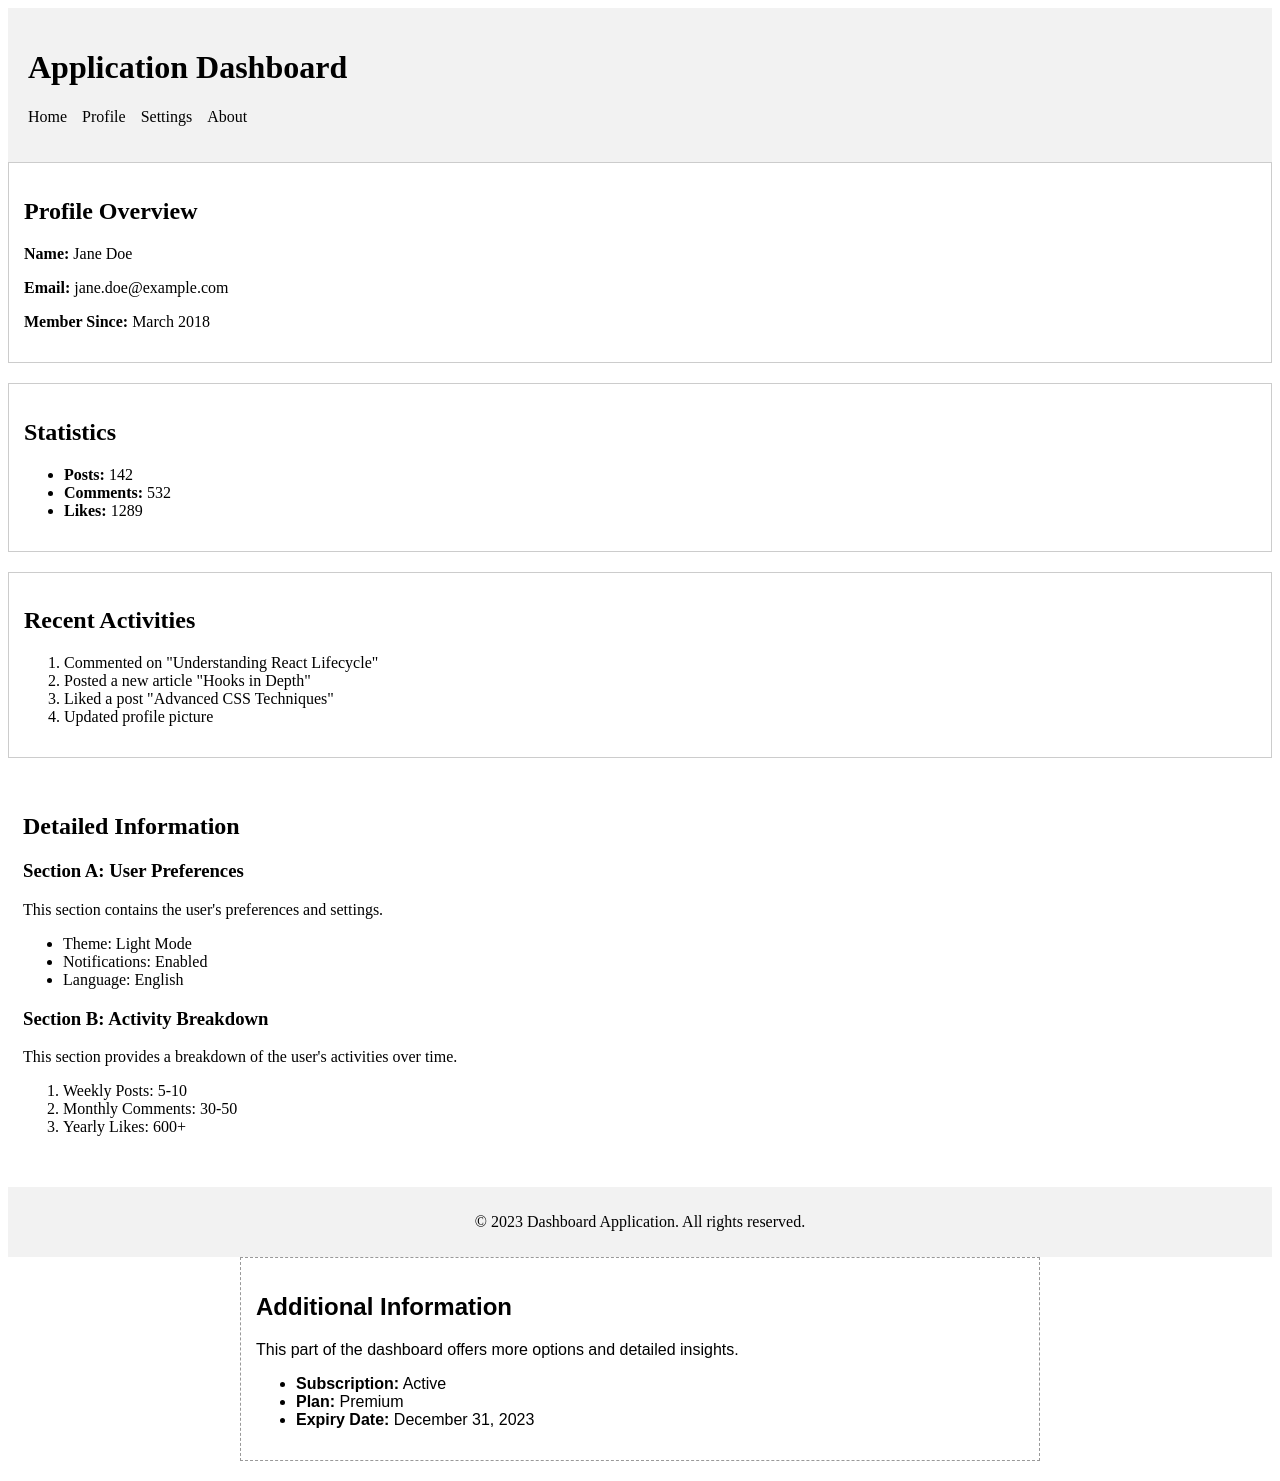 Application Dashboard
Home Profile Settings About
Profile Overview
Name: Jane Doe
Email: jane.doe@example.com
Member Since: March 2018
Statistics
• Posts: 142
• Comments: 532
• Likes: 1289
Recent Activities
1. Commented on "Understanding React Lifecycle"
2. Posted a new article "Hooks in Depth"
3. Liked a post "Advanced CSS Techniques"
4. Updated profile picture
Detailed Information
Section A: User Preferences
This section contains the user's preferences and settings.
• Theme: Light Mode
• Notifications: Enabled
• Language: English
Section B: Activity Breakdown
This section provides a breakdown of the user's activities over time.
1. Weekly Posts: 5-10
2. Monthly Comments: 30-50
3. Yearly Likes: 600+
© 2023 Dashboard Application. All rights reserved.
Additional Information
This part of the dashboard offers more options and detailed insights.
• Subscription: Active
• Plan: Premium
• Expiry Date: December 31, 2023